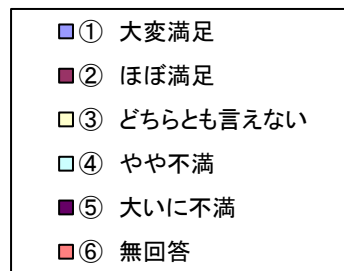 ① 大変満足
② ほぼ満足
③ どちらとも言えない
④ やや不満
⑤ 大いに不満
⑥ 無回答